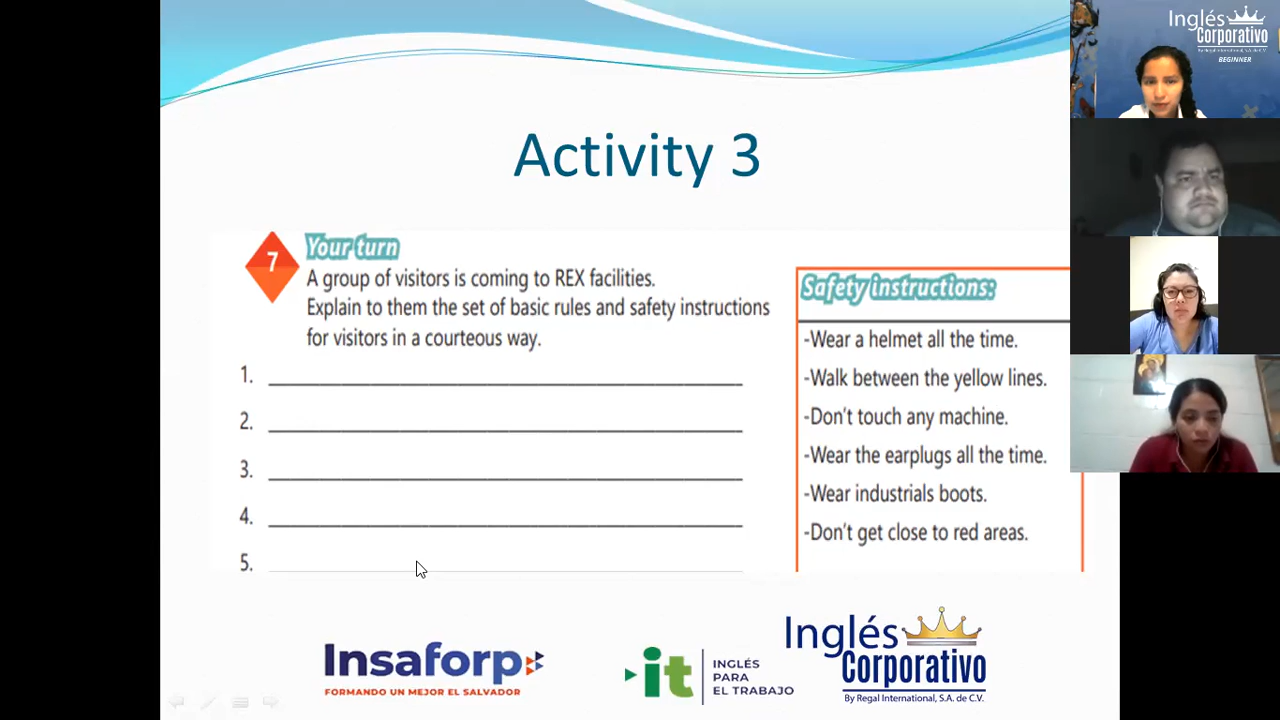 Activity 3
7
Your turn
A group of visitors is coming to REX facilities.
Explain to them the set of basic rules and safety instructions
for visitors in a courteous way.
1.
2.
3.
4.
5.
Safety instructions:
-Wear a helmet all the time.
-Walk between the yellow lines.
-Don't touch any machine.
-Wear the earplugs all the time.
-Wear industrials boots.
-Don't get close to red areas.
Insaforp
FORMANDO UN MEJOR EL SALVADOR
it
INGLÉS
PARA
EL TRABAJO
Inglés
Corporativo
By Regal International, S.A. de C.V.
Inglés
Corporativo
By Regal International, S.A. de C.V.
BEGINNER